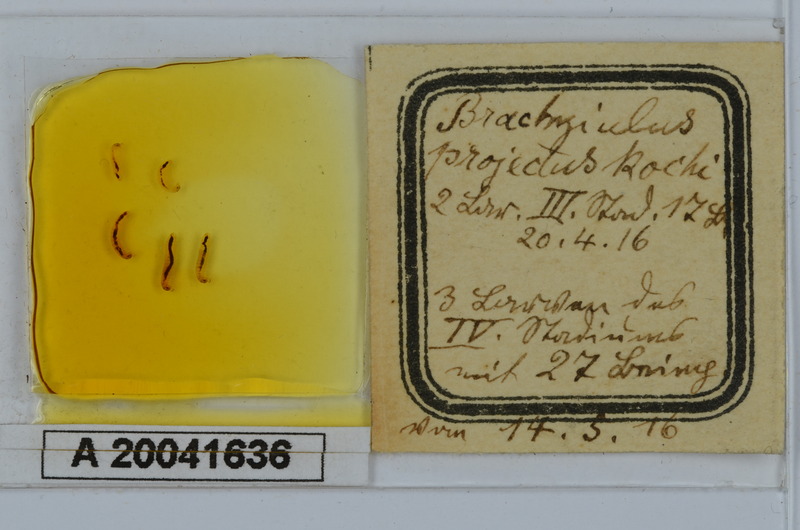 Brachyiulus
projectus kochi
2 Larv. III. Stad. 17 B
20.4.16
3 Larven des
IV. Stadiums
mit 27
vom 14.5.16
A 20041636